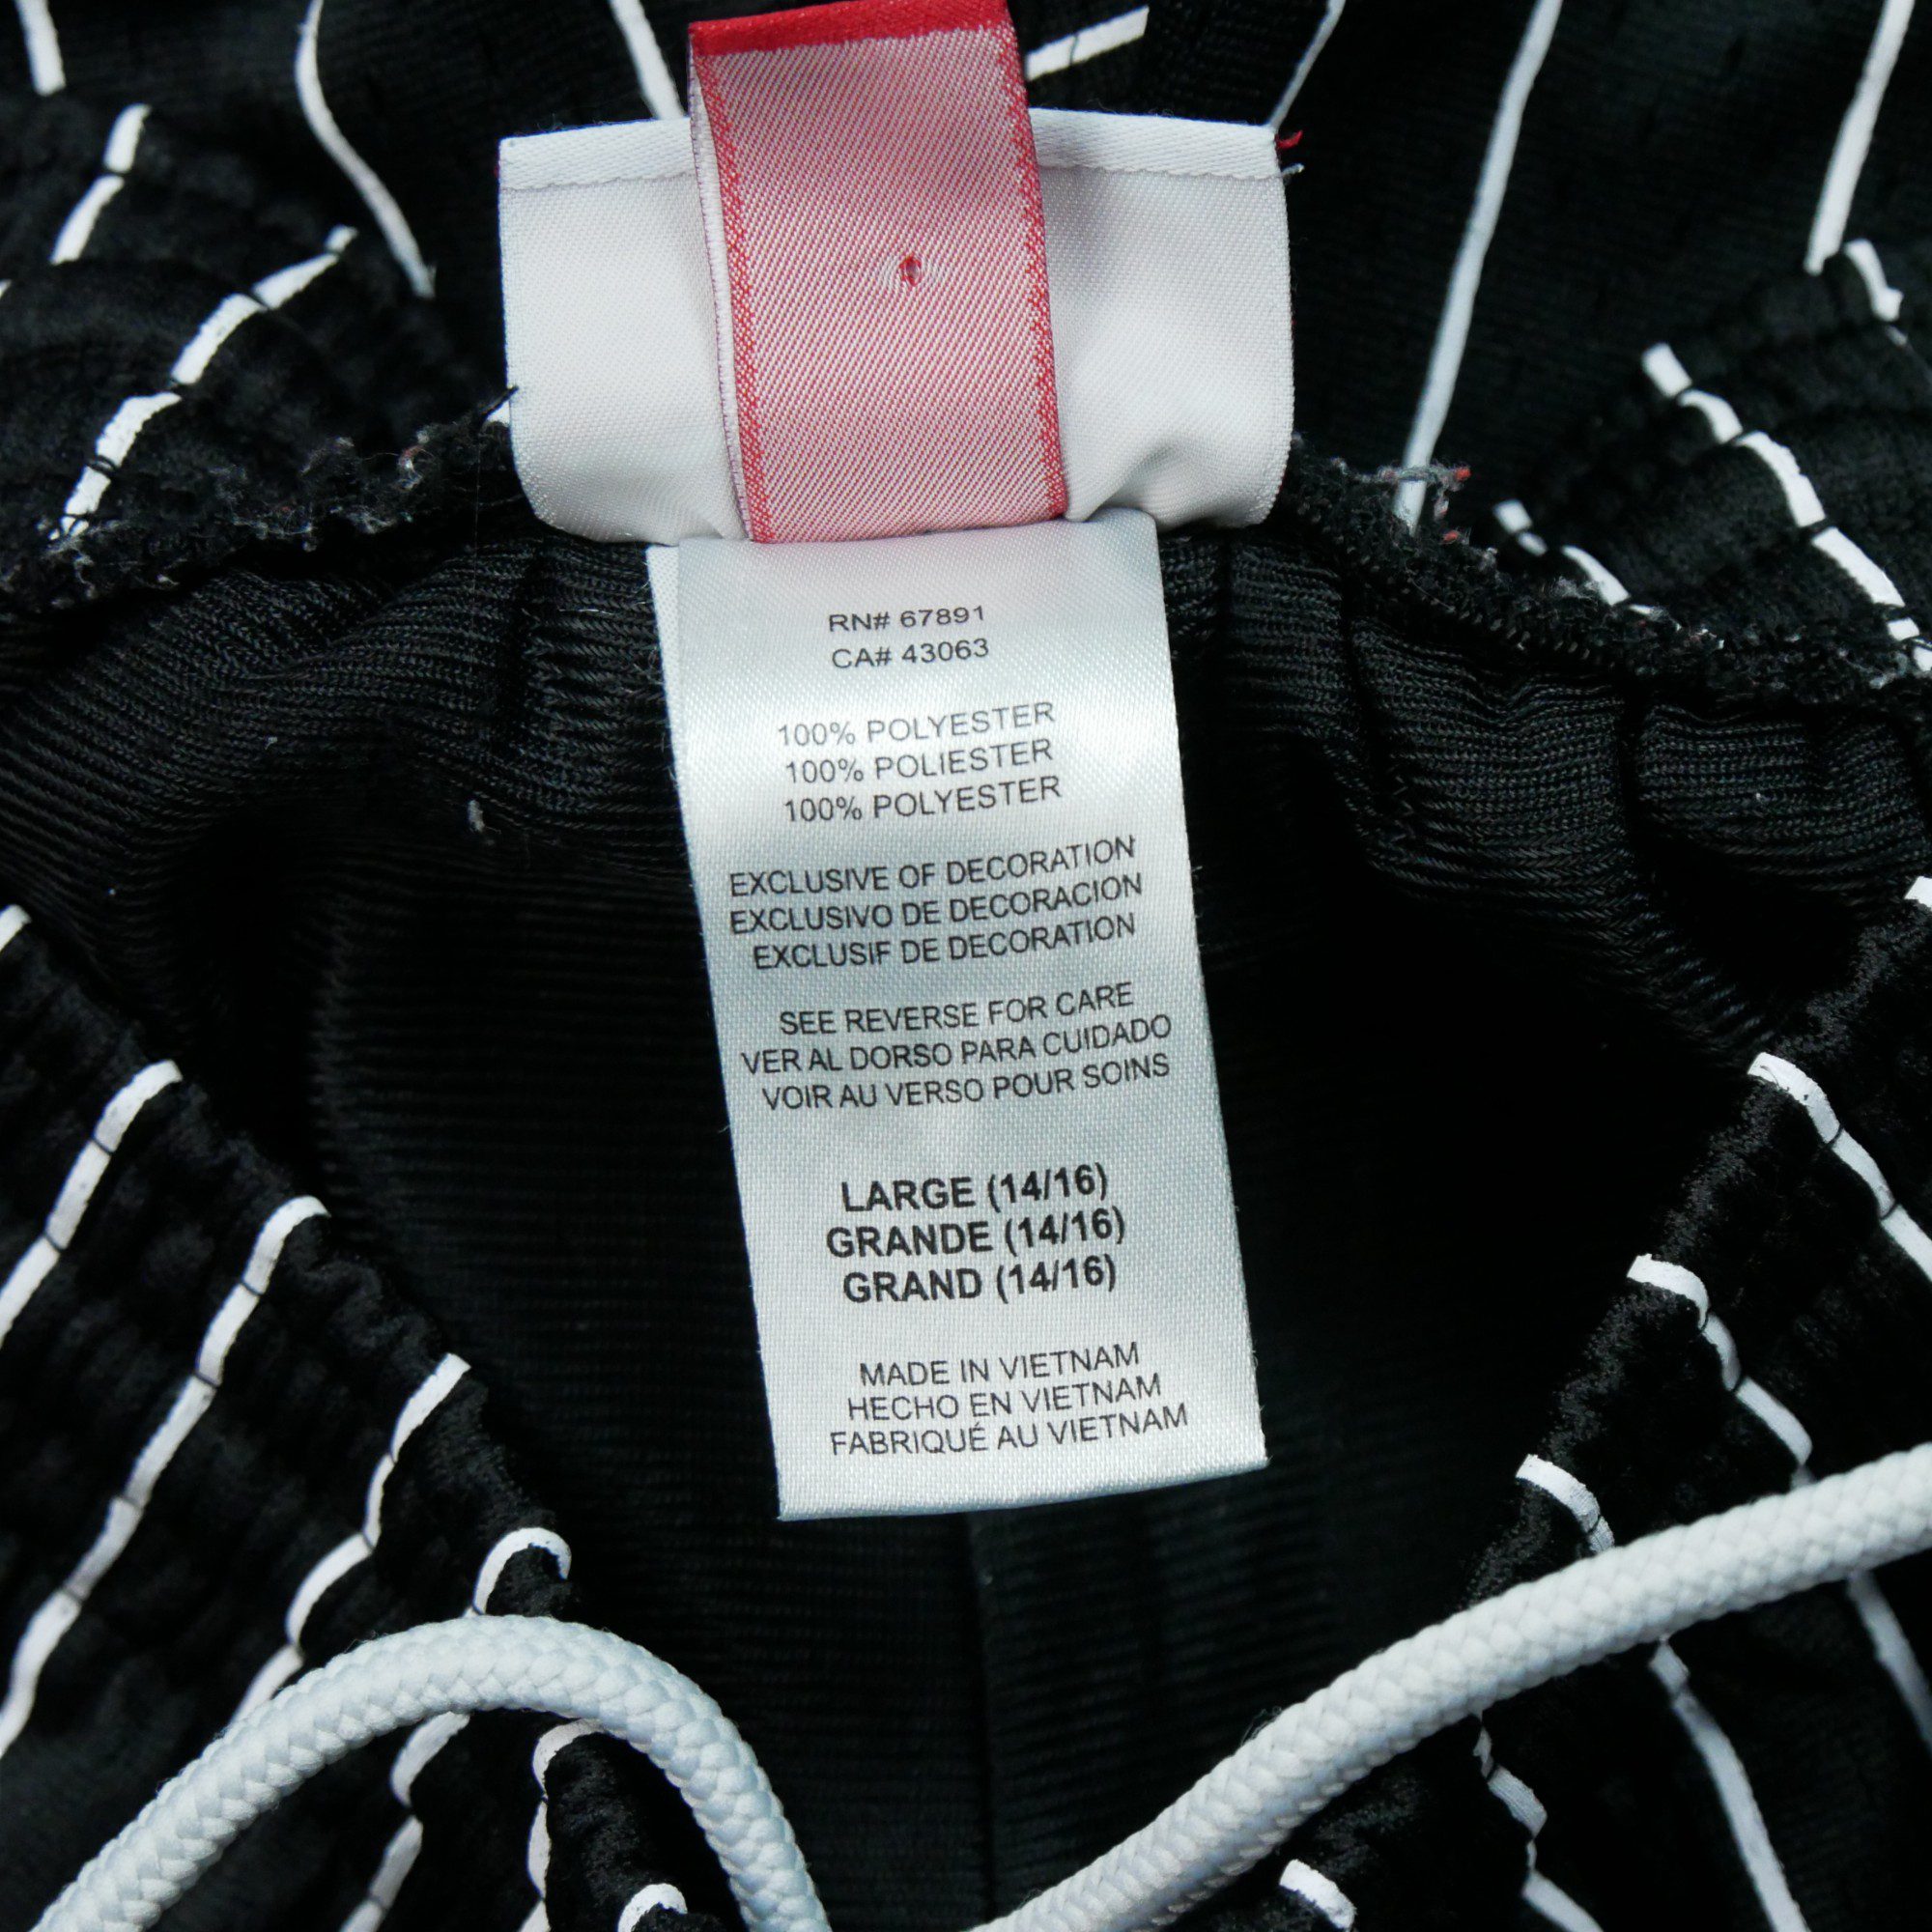 RN# 67891
CA# 43063
100% POLYESTER
100% POLIESTER
100% POLYESTER
EXCLUSIVE OF DECORATION
EXCLUSIVO DE DECORACION
EXCLUSIF DE DECORATION
SEE REVERSE FOR CARE
VER AL DORSO PARA CUIDADO
VOIR AU VERSO POUR SOINS
LARGE (14/16)
GRANDE (14/16)
GRAND (14/16)
MADE IN VIETNAM
HECHO EN VIETNAM
FABRIQUÉ AU VIETNAM